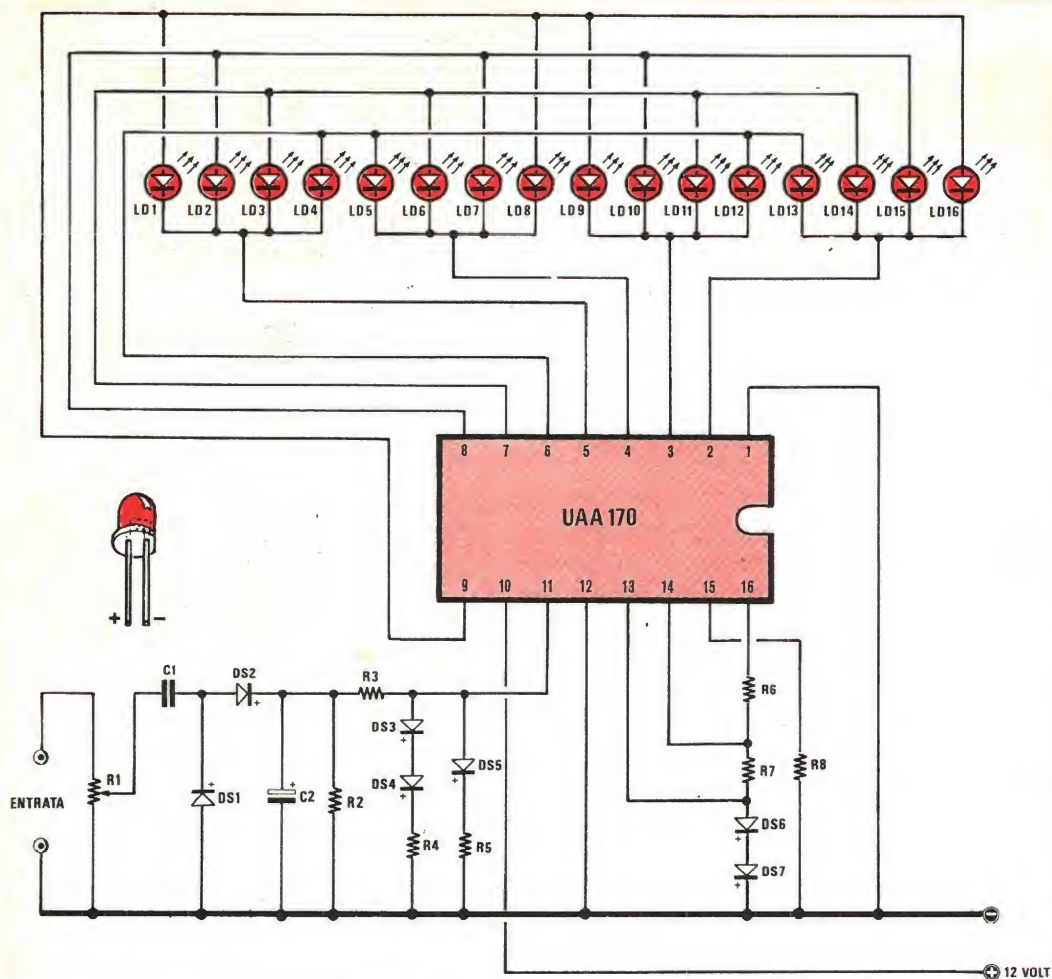 LD1 LD2 LD3 LD4 LD5 LD6 LD7 LD8 LD9 LD10 LD11 LD12 LD13 LD14 LD15 LD16
8 7 6 5 4 3 2 1
UAA 170
9 10 11 12 13 14 15 16
+ −
C1
DS2
+
R3
R6
DS3
+
R1
+
DS1
+
C2
R2
DS4
+
DS5
+
R7
R8
ENTRATA
DS6
+
R4
R5
DS7
+
−
+ 12 VOLT